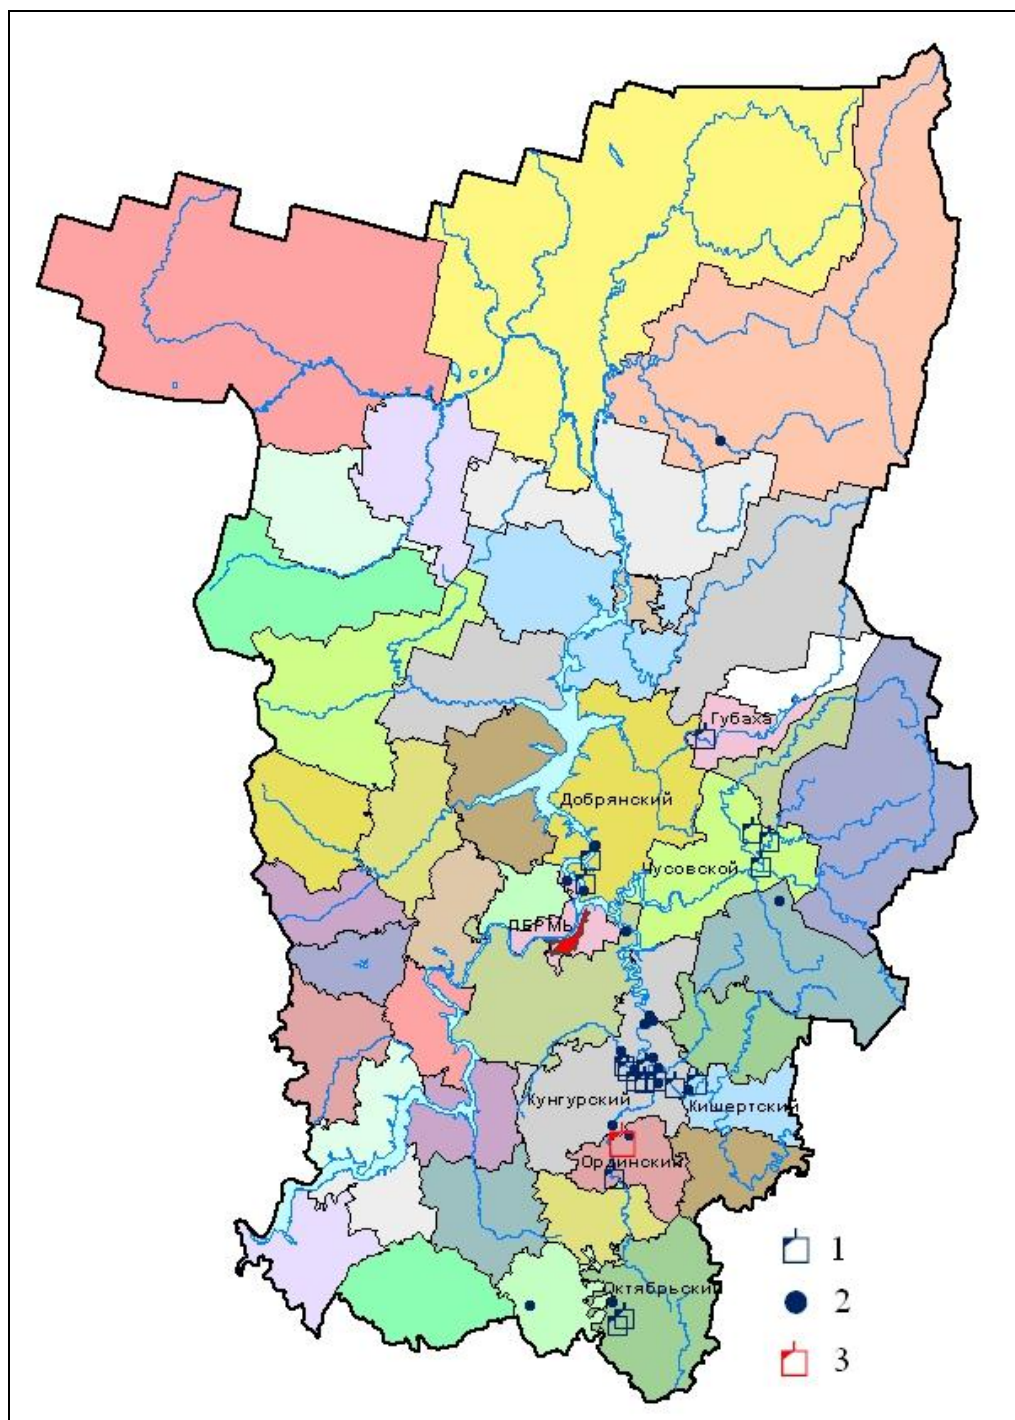 Губаха
Добрянский
Чусовской
ПЕРМЬ
Кунгурский
Кишертский
Ординский
Октябрьский
1
2
3